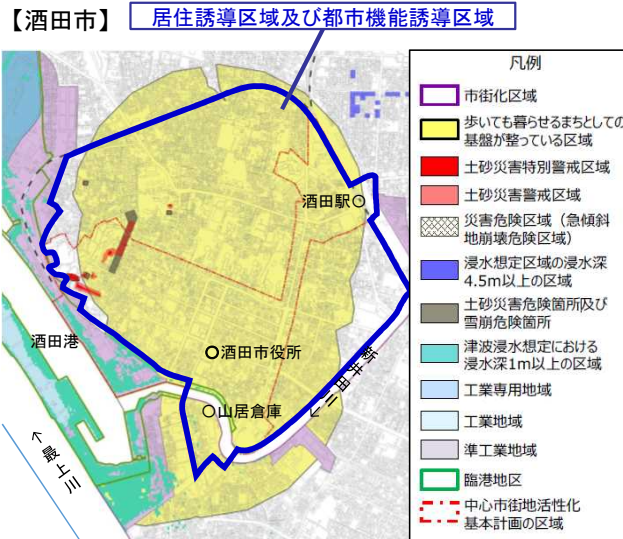 【酒田市】
居住誘導区域及び都市機能誘導区域
凡例
市街化区域
歩いても暮らせるまちとしての
基盤が整っている区域
土砂災害特別警戒区域
土砂災害警戒区域
災害危険区域（急傾斜
地崩壊危険区域）
浸水想定区域の浸水深
4.5m以上の区域
土砂災害危険箇所及び
雪崩危険箇所
津波浸水想定における
浸水深1m以上の区域
工業専用地域
工業地域
準工業地域
臨港地区
中心市街地活性化
基本計画の区域
酒田駅
酒田港
酒田市役所
山居倉庫
新井田川
↑最上川